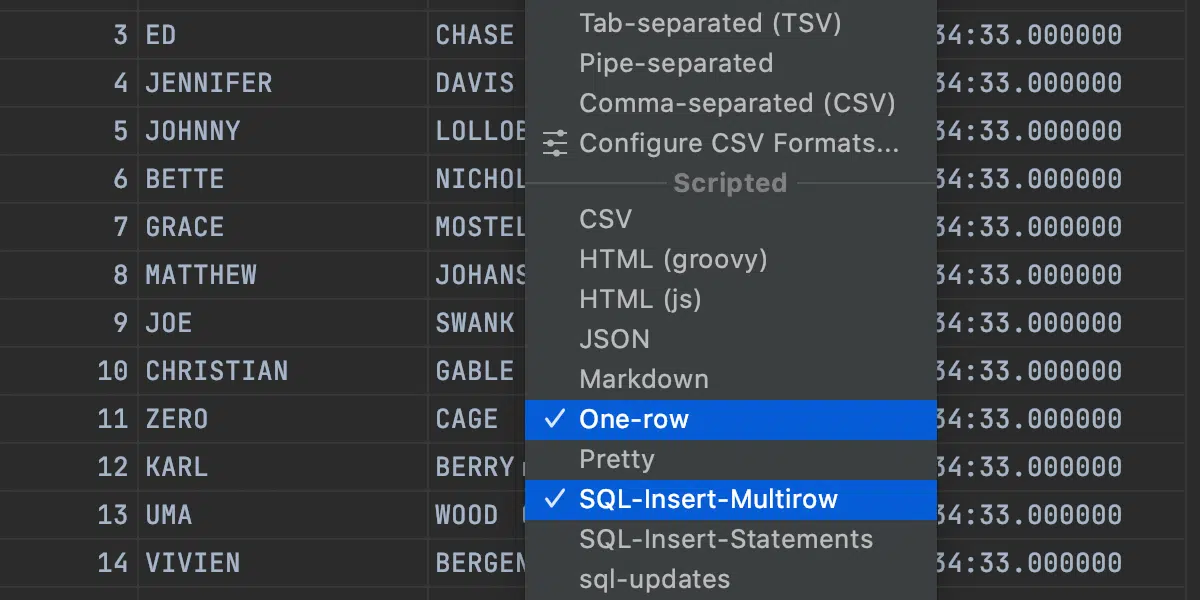 Tab-separated (TSV)
3 ED CHASE 34:33.000000
Pipe-separated
4 JENNIFER DAVIS 34:33.000000
Comma-separated (CSV)
5 JOHNNY LOLLOB 34:33.000000
Configure CSV Formats...
6 BETTE NICHOL 34:33.000000
Scripted
7 GRACE MOSTEL 34:33.000000
CSV
HTML (groovy)
8 MATTHEW JOHANS 34:33.000000
HTML (js)
9 JOE SWANK 34:33.000000
JSON
10 CHRISTIAN GABLE 34:33.000000
Markdown
11 ZERO CAGE 34:33.000000
One-row
12 KARL BERRY 34:33.000000
Pretty
SQL-Insert-Multirow
13 UMA WOOD 34:33.000000
SQL-Insert-Statements
14 VIVIEN BERGEN 34:33.000000
sql-updates